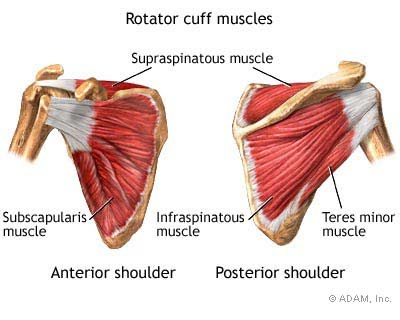 Rotator cuff muscles
Supraspinatous muscle
Subscapularis
muscle
Infraspinatous
muscle
Teres minor
muscle
Anterior shoulder
Posterior shoulder
© ADAM, Inc.